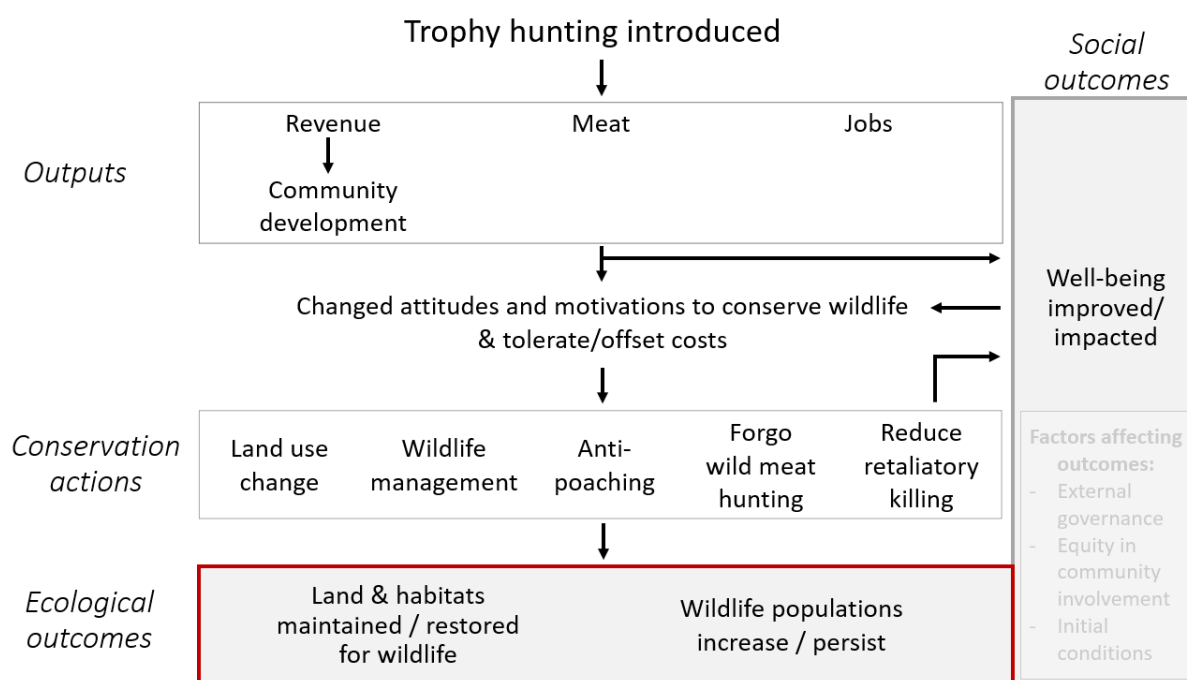 Trophy hunting introduced
Social
outcomes
Outputs
Revenue
Meat
Jobs
Community
development
Changed attitudes and motivations to conserve wildlife
& tolerate/offset costs
Well-being
improved/
impacted
Conservation
actions
Land use
change
Wildlife
management
Anti-
poaching
Forgo
wild meat
hunting
Reduce
retaliatory
killing
Factors affecting
outcomes:
- External
governance
- Equity in
community
involvement
- Initial
conditions
Ecological
outcomes
Land & habitats
maintained / restored
for wildlife
Wildlife populations
increase / persist